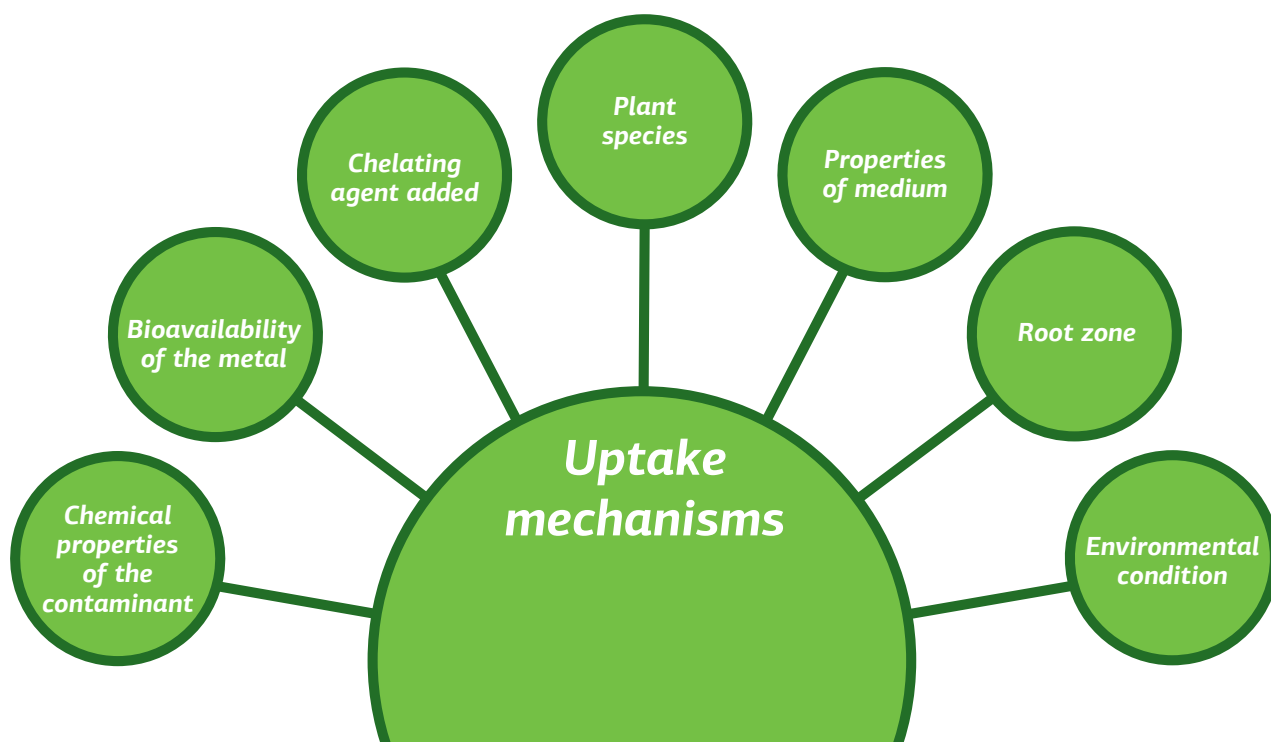 Plant
species
Chelating
agent added
Properties
of medium
Bioavailability
of the metal
Root zone
Uptake
mechanisms
Chemical
properties
of the
contaminant
Environmental
condition